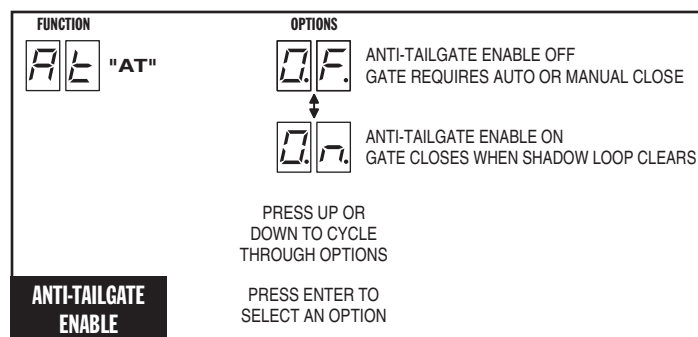 FUNCTION
OPTIONS
At "AT"
O.F.
ANTI-TAILGATE ENABLE OFF
GATE REQUIRES AUTO OR MANUAL CLOSE
O.n.
ANTI-TAILGATE ENABLE ON
GATE CLOSES WHEN SHADOW LOOP CLEARS
PRESS UP OR
DOWN TO CYCLE
THROUGH OPTIONS
ANTI-TAILGATE
ENABLE
PRESS ENTER TO
SELECT AN OPTION